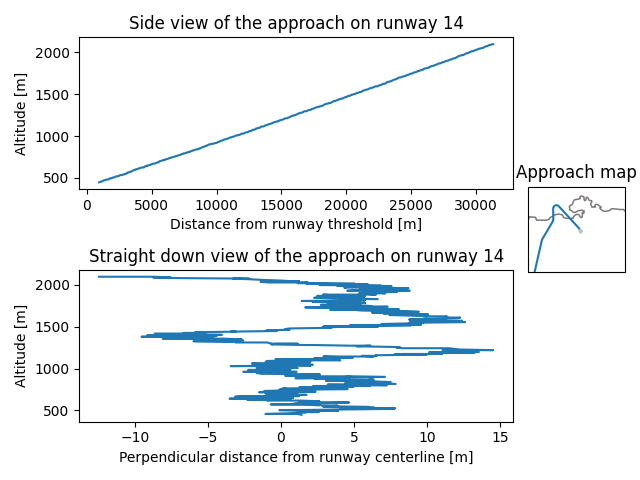 Side view of the approach on runway 14
2000
1500
1000
500
Altitude [m]
0 5000 10000 15000 20000 25000 30000
Distance from runway threshold [m]
Approach map
Straight down view of the approach on runway 14
2000
1500
1000
500
Altitude [m]
−10 −5 0 5 10 15
Perpendicular distance from runway centerline [m]